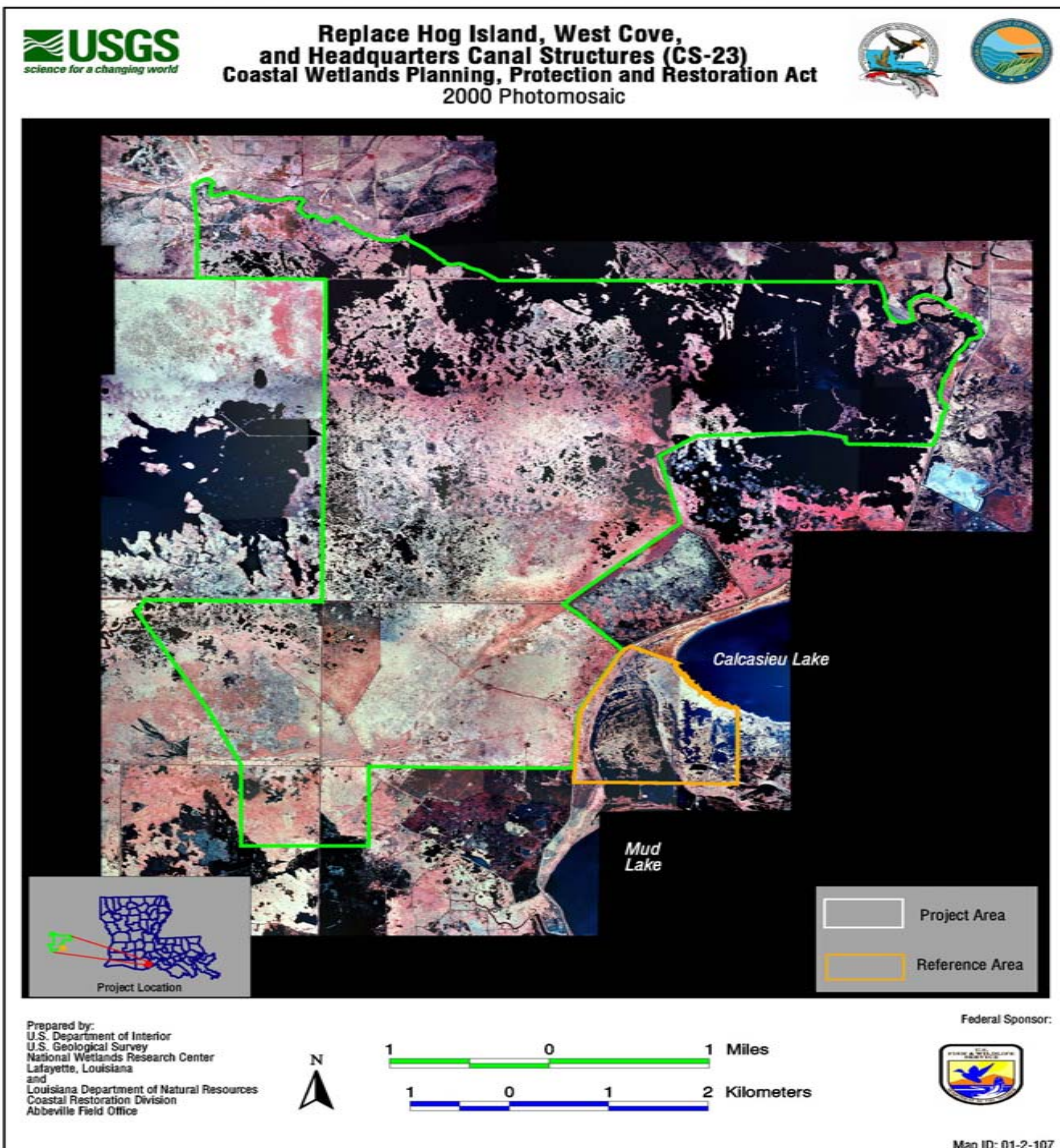 USGS
science for a changing world
Replace Hog Island, West Cove,
and Headquarters Canal Structures (CS-23)
Coastal Wetlands Planning, Protection and Restoration Act
2000 Photomosaic
Calcasieu Lake
Mud
Lake
Project Area
Reference Area
Project Location
Prepared by:
U.S. Department of Interior
U.S. Geological Survey
National Wetlands Research Center
Lafayette, Louisiana
and
Louisiana Department of Natural Resources
Coastal Restoration Division
Abbeville Field Office
N
1 0 1 Miles
1 0 1 2 Kilometers
Federal Sponsor:
U.S.
FISH & WILDLIFE
SERVICE
Map ID: 01-2-107